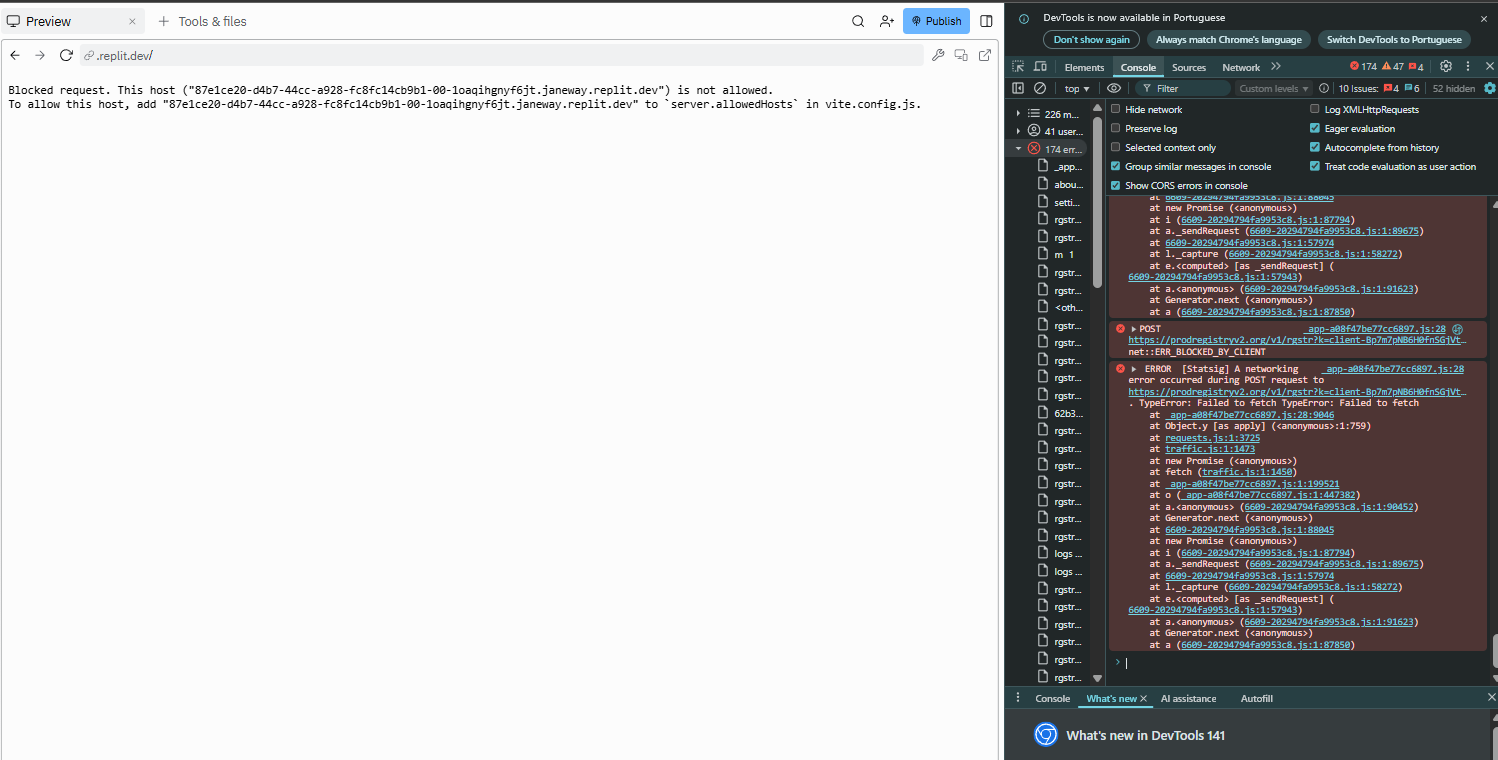 Preview
Tools & files
Publish
.replit.dev/
Blocked request. This host ("87e1ce20-d4b7-44cc-a928-fc8fc14cb9b1-00-1oaqihgnyf6jt.janeway.replit.dev") is not allowed.
To allow this host, add "87e1ce20-d4b7-44cc-a928-fc8fc14cb9b1-00-1oaqihgnyf6jt.janeway.replit.dev" to `server.allowedHosts` in vite.config.js.
DevTools is now available in Portuguese
Don't show again Always match Chrome's language Switch DevTools to Portuguese
Elements Console Sources Network 174 47 4
top Filter Custom levels 10 Issues: 4 6 52 hidden
226 m...
41 user...
174 err...
_app...
abou...
setti...
rgstr...
rgstr...
m 1
rgstr...
rgstr...
<oth...
rgstr...
rgstr...
rgstr...
rgstr...
rgstr...
62b3...
rgstr...
rgstr...
rgstr...
rgstr...
rgstr...
rgstr...
rgstr...
logs ...
logs ...
rgstr...
rgstr...
rgstr...
rgstr...
rgstr...
rgstr...
Hide network Log XMLHttpRequests
Preserve log Eager evaluation
Selected context only Autocomplete from history
Group similar messages in console Treat code evaluation as user action
Show CORS errors in console
at 6609-20294794fa9953c8.js:1:88045
at new Promise (<anonymous>)
at i (6609-20294794fa9953c8.js:1:87794)
at a._sendRequest (6609-20294794fa9953c8.js:1:89675)
at 6609-20294794fa9953c8.js:1:57974
at l._capture (6609-20294794fa9953c8.js:1:58272)
at e.<computed> [as _sendRequest] (
6609-20294794fa9953c8.js:1:57943)
at a.<anonymous> (6609-20294794fa9953c8.js:1:91623)
at Generator.next (<anonymous>)
at a (6609-20294794fa9953c8.js:1:87850)
POST _app-a08f47be77cc6897.js:28
https://prodregistryv2.org/v1/rgstr?k=client-Bp7m7pNB6H0fnSGjVt…
net::ERR_BLOCKED_BY_CLIENT
ERROR [Statsig] A networking _app-a08f47be77cc6897.js:28
error occurred during POST request to
https://prodregistryv2.org/v1/rgstr?k=client-Bp7m7pNB6H0fnSGjVt…
. TypeError: Failed to fetch TypeError: Failed to fetch
at _app-a08f47be77cc6897.js:28:9046
at Object.y [as apply] (<anonymous>:1:759)
at requests.js:1:3725
at traffic.js:1:1473
at new Promise (<anonymous>)
at fetch (traffic.js:1:1450)
at _app-a08f47be77cc6897.js:1:199521
at o (_app-a08f47be77cc6897.js:1:447382)
at a.<anonymous> (6609-20294794fa9953c8.js:1:90452)
at Generator.next (<anonymous>)
at 6609-20294794fa9953c8.js:1:88045
at new Promise (<anonymous>)
at i (6609-20294794fa9953c8.js:1:87794)
at a._sendRequest (6609-20294794fa9953c8.js:1:89675)
at 6609-20294794fa9953c8.js:1:57974
at l._capture (6609-20294794fa9953c8.js:1:58272)
at e.<computed> [as _sendRequest] (
6609-20294794fa9953c8.js:1:57943)
at a.<anonymous> (6609-20294794fa9953c8.js:1:91623)
at Generator.next (<anonymous>)
at a (6609-20294794fa9953c8.js:1:87850)
Console What's new AI assistance Autofill
What's new in DevTools 141